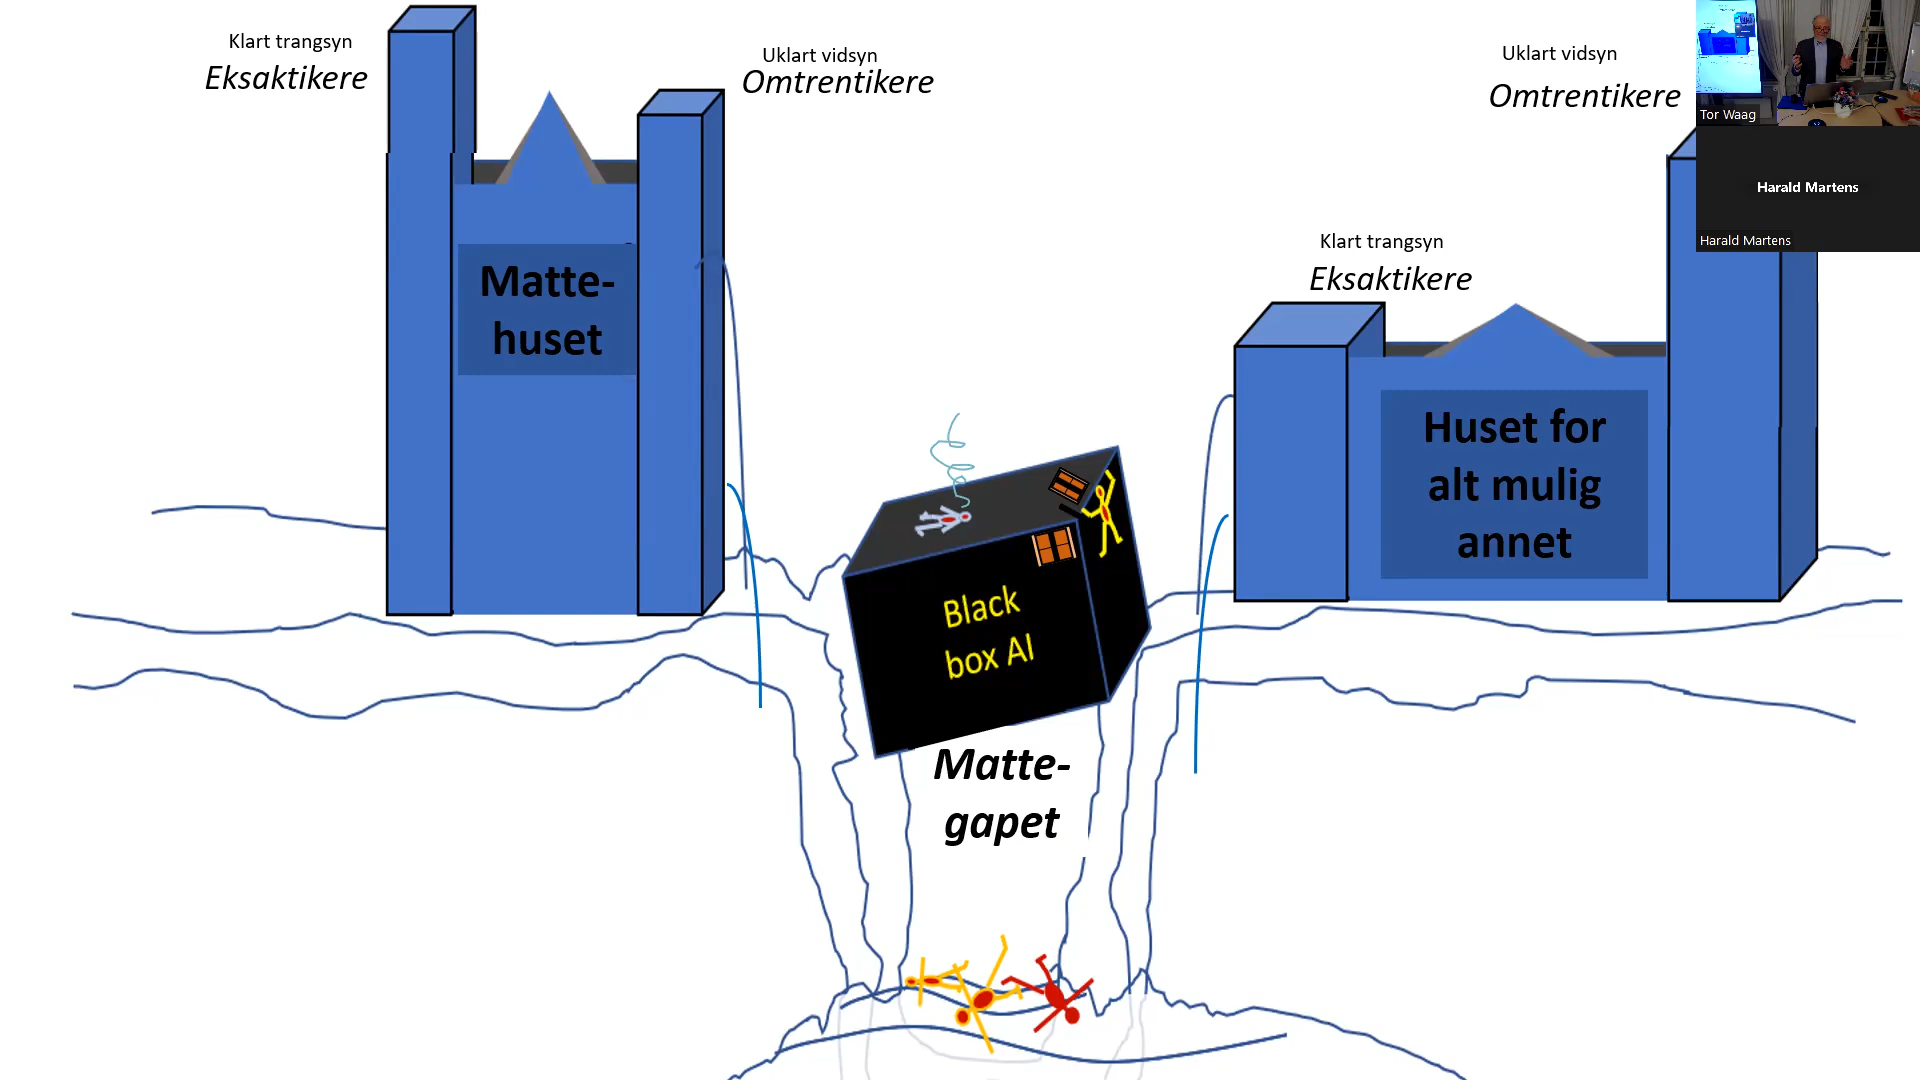 Klart trangsyn
Eksaktikere
Uklart vidsyn
Omtrentikere
Matte-
huset
Uklart vidsyn
Omtrentikere
Klart trangsyn
Eksaktikere
Huset for
alt mulig
annet
Black
box AI
Matte-
gapet
Tor Waag
Harald Martens
Harald Martens